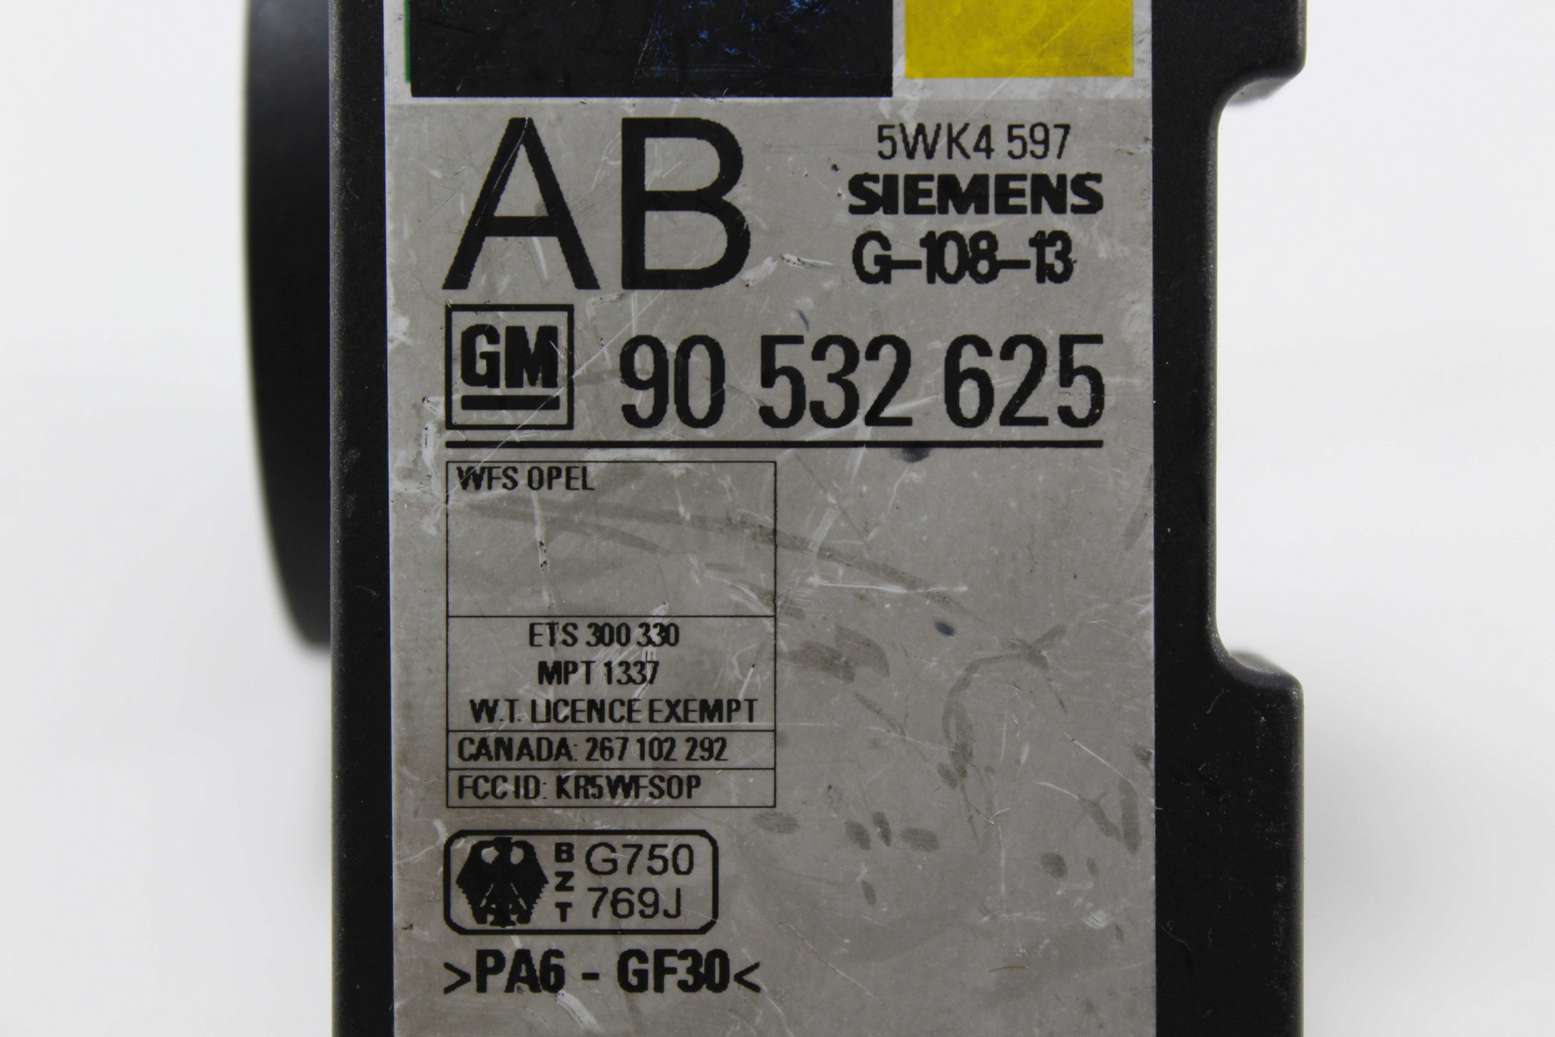 AB
5WK4 597
SIEMENS
G-108-13
GM 90 532 625
WFS OPEL
ETS 300 330
MPT 1337
W.T. LICENCE EXEMPT
CANADA: 267 102 292
FCC ID: KR5WFSOP
BZT
G750
769J
>PA6 - GF30<